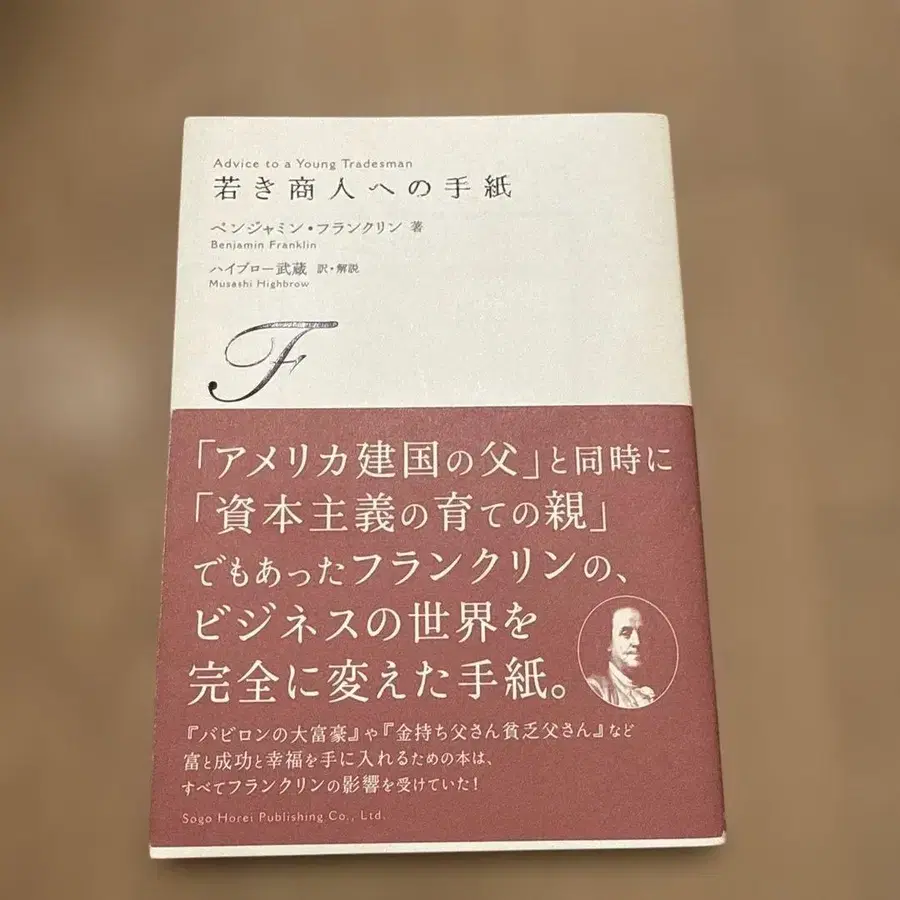 Advice to a Young Tradesman
若き商人への手紙
ベンジャミン・フランクリン 著
Benjamin Franklin
ハイブロー武蔵 訳・解説
Musashi Highbrow
F
「アメリカ建国の父」と同時に
「資本主義の育ての親」
でもあったフランクリンの、
ビジネスの世界を
完全に変えた手紙。
『バビロンの大富豪』や『金持ち父さん貧乏父さん』など
富と成功と幸福を手に入れるための本は、
すべてフランクリンの影響を受けていた!
Sogo Horei Publishing Co., Ltd.